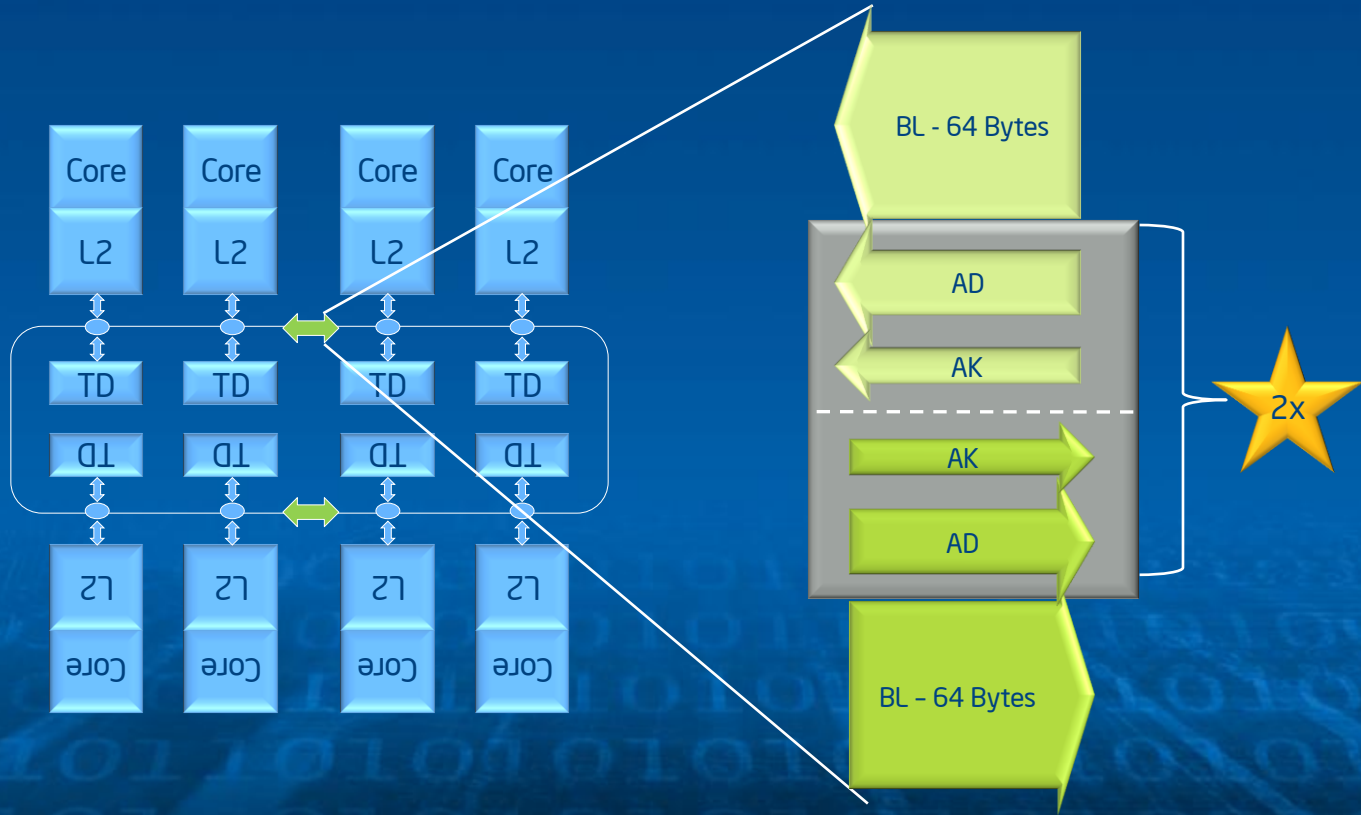 Core
Core
Core
Core
L2
L2
L2
L2
TD
TD
TD
TD
TD
TD
TD
TD
L2
L2
L2
L2
Core
Core
Core
Core
BL - 64 Bytes
AD
AK
AK
AD
BL – 64 Bytes
2x